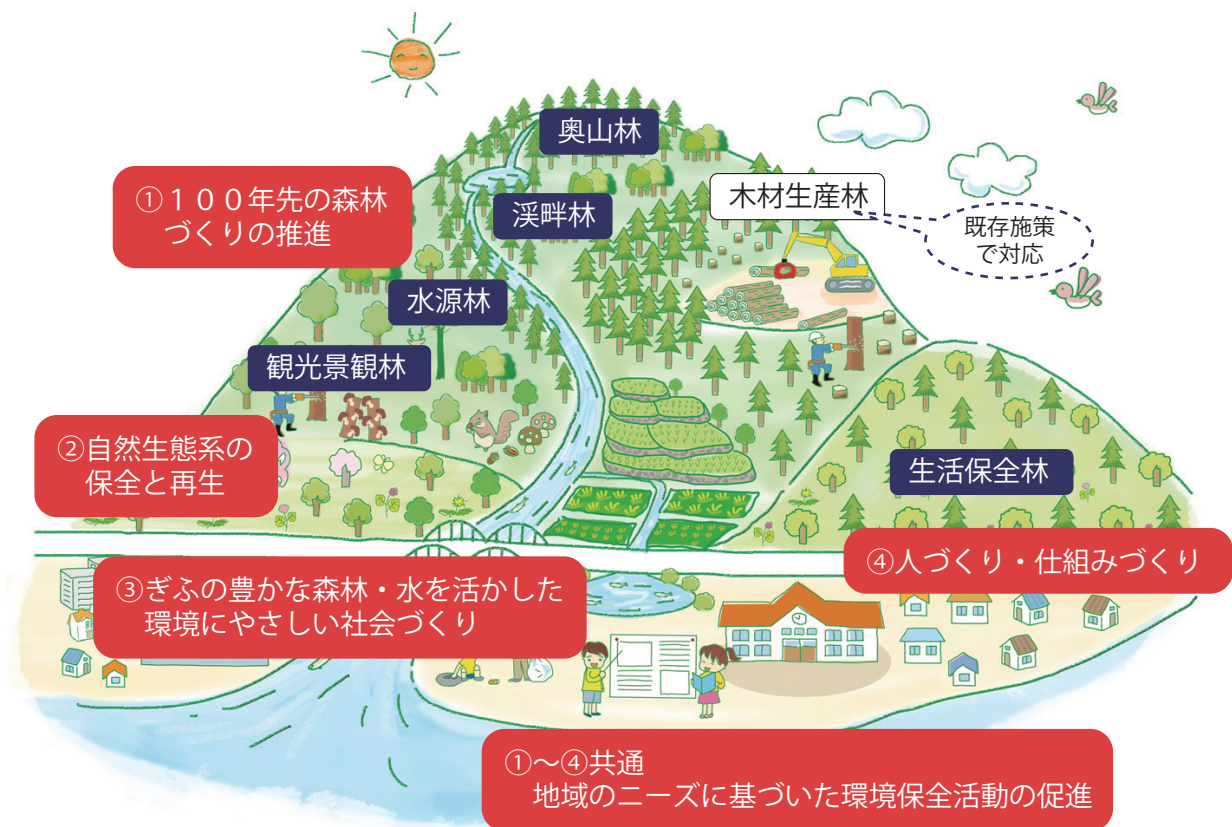 奥山林
①１００年先の森林
づくりの推進
渓畔林
木材生産林
既存施策
で対応
水源林
観光景観林
②自然生態系の
保全と再生
生活保全林
③ぎふの豊かな森林・水を活かした
環境にやさしい社会づくり
④人づくり・仕組みづくり
①～④共通
地域のニーズに基づいた環境保全活動の促進